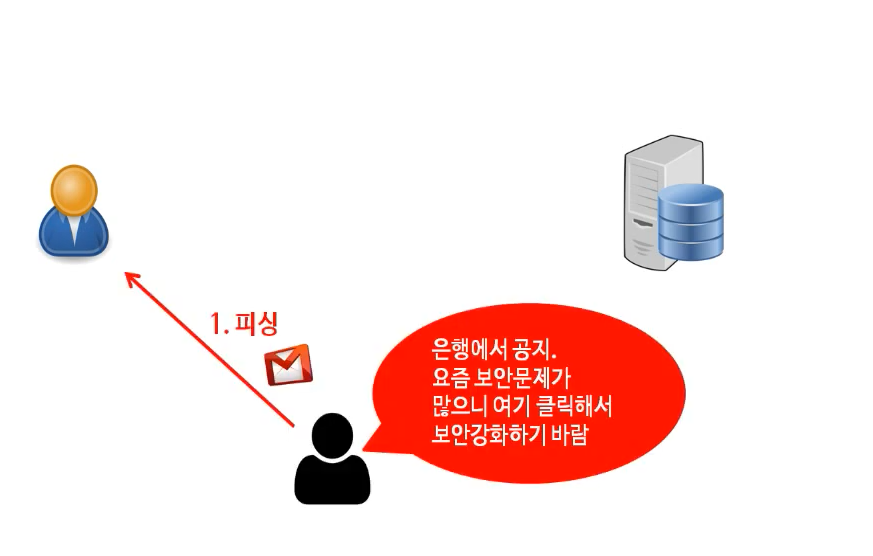 1. 피싱
은행에서 공지.
요즘 보안문제가
많으니 여기 클릭해서
보안강화하기 바람